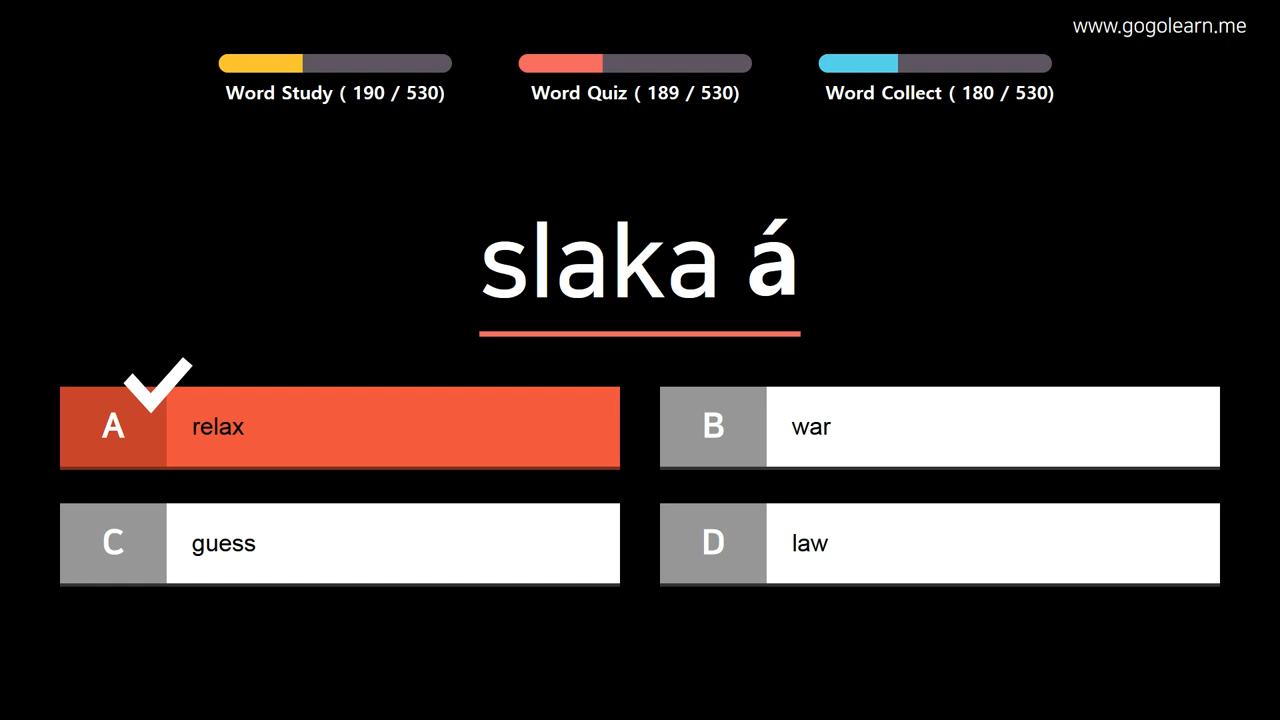 www.gogolearn.me
Word Study ( 190 / 530)
Word Quiz ( 189 / 530)
Word Collect ( 180 / 530)
slaka á
A relax
B war
C guess
D law